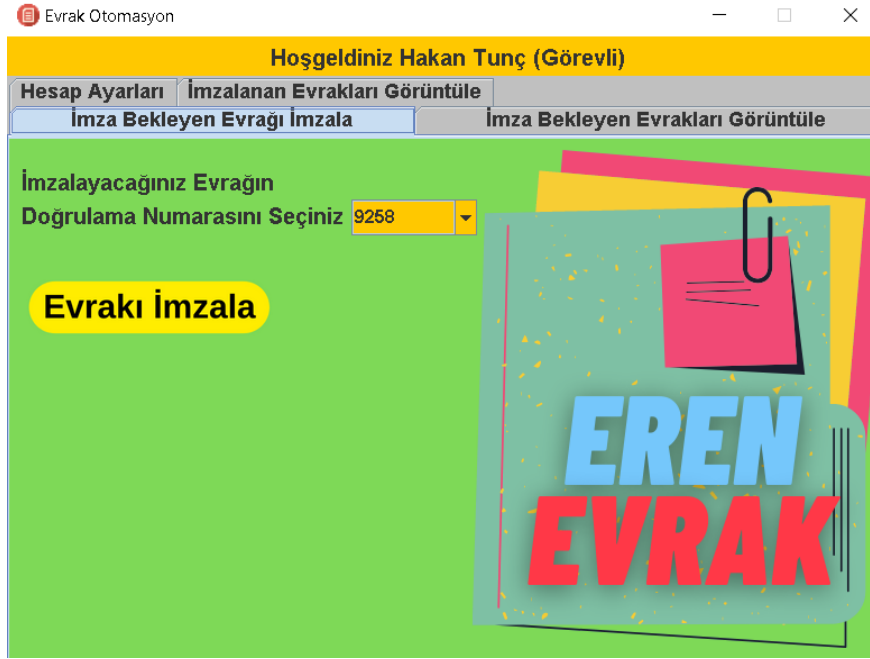 Evrak Otomasyon
Hoşgeldiniz Hakan Tunç (Görevli)
Hesap Ayarları İmzalanan Evrakları Görüntüle
İmza Bekleyen Evrağı İmzala İmza Bekleyen Evrakları Görüntüle
İmzalayacağınız Evrağın
Doğrulama Numarasını Seçiniz 9258
Evrakı İmzala
EREN
EVRAK